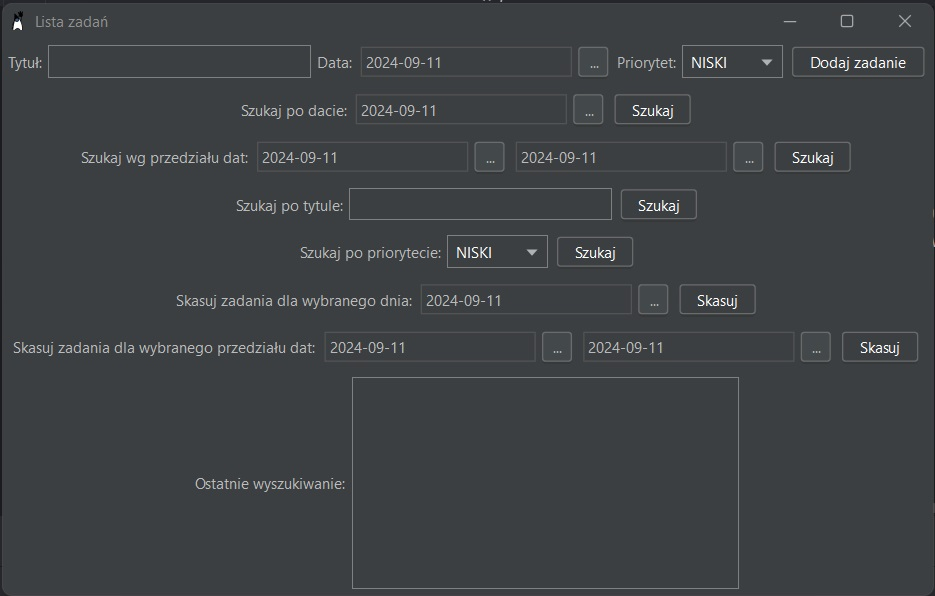 Lista zadań
Tytuł: Data: 2024-09-11 ... Priorytet: NISKI Dodaj zadanie
Szukaj po dacie: 2024-09-11 ... Szukaj
Szukaj wg przedziału dat: 2024-09-11 ... 2024-09-11 ... Szukaj
Szukaj po tytule: Szukaj
Szukaj po priorytecie: NISKI Szukaj
Skasuj zadania dla wybranego dnia: 2024-09-11 ... Skasuj
Skasuj zadania dla wybranego przedziału dat: 2024-09-11 ... 2024-09-11 ... Skasuj
Ostatnie wyszukiwanie: